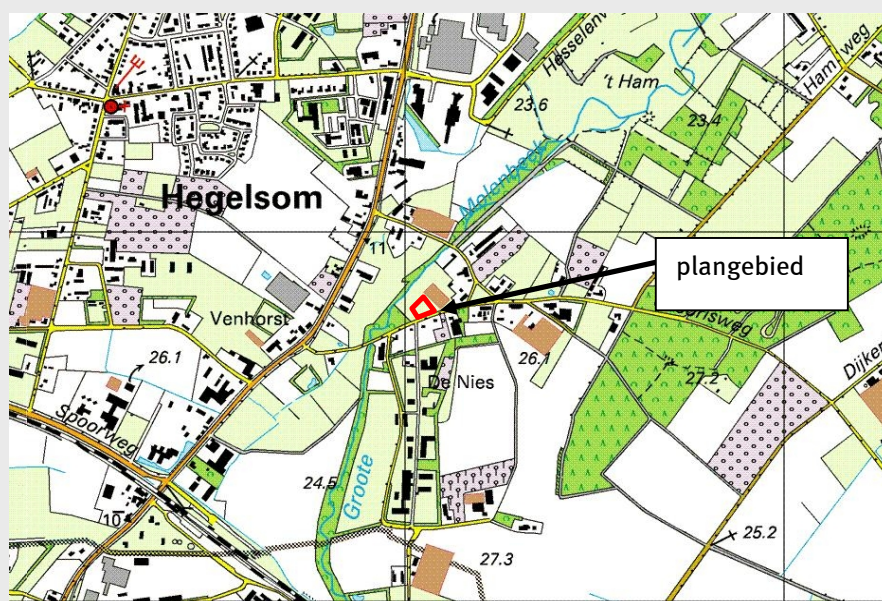 Hesselenv
't Ham
Hamweg
23.6
23.4
E
Molenbeek
Hegelsom
11
plangebied
Venhorst
26.1
26.1
De Nies
27.2
Dijker
Spoorweg
24.5
Groote
10
25.2
27.3